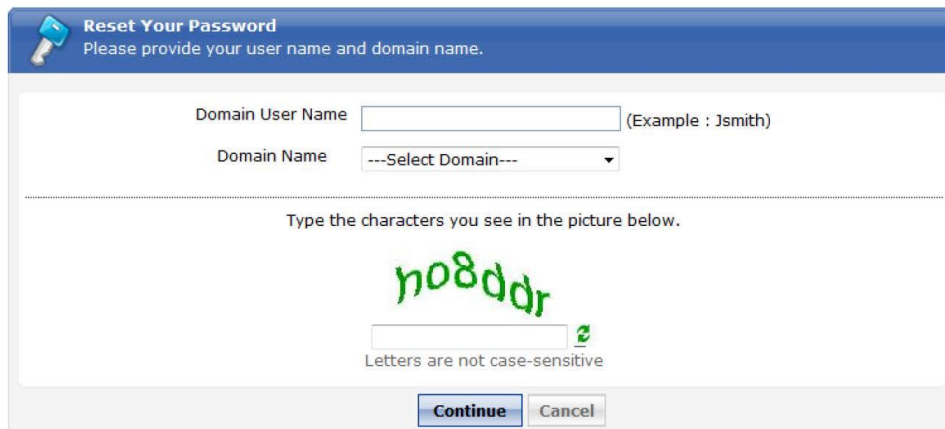 Reset Your Password
Please provide your user name and domain name.
Domain User Name (Example : Jsmith)
Domain Name ---Select Domain---
Type the characters you see in the picture below.
Letters are not case-sensitive
Continue Cancel